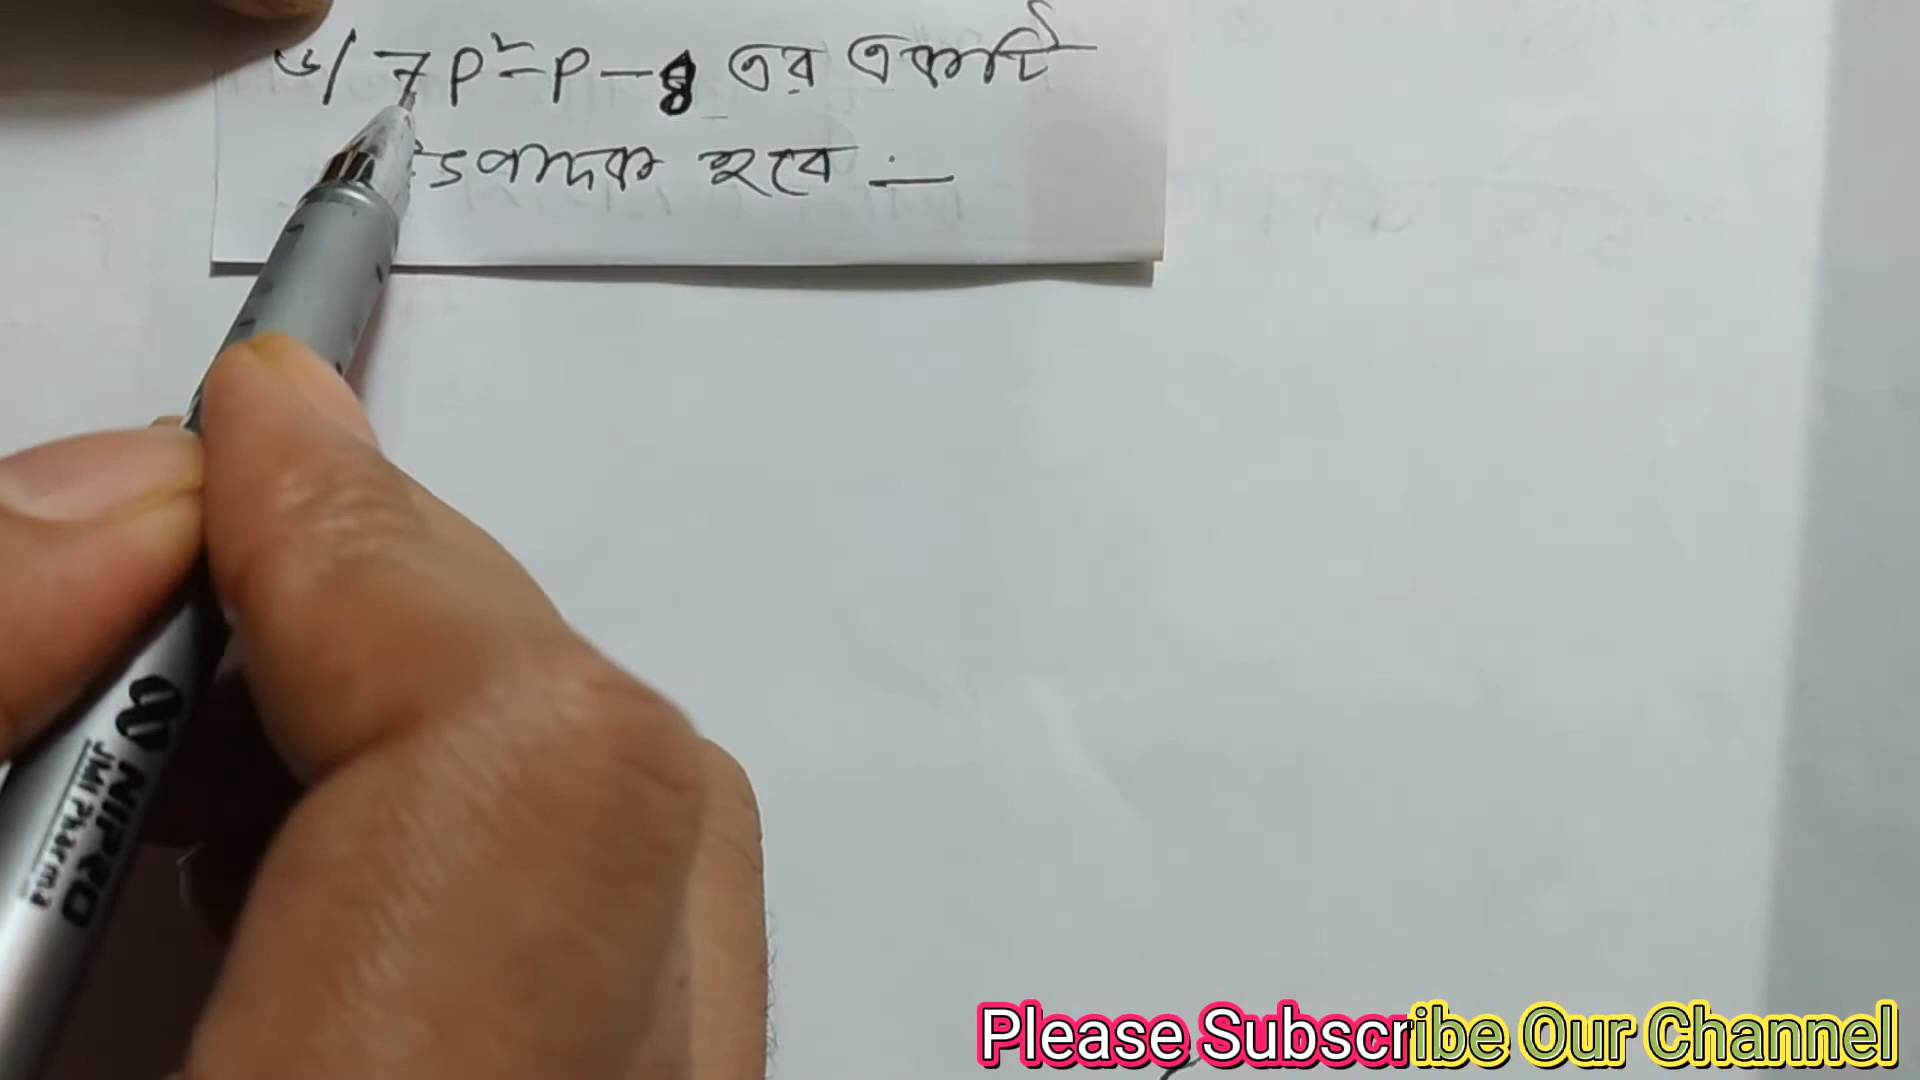 ৬/ 7p²-p-8 এর একটি
উৎপাদক হবে :—
NIPRO
JMI Pharma
Please Subscribe Our Channel